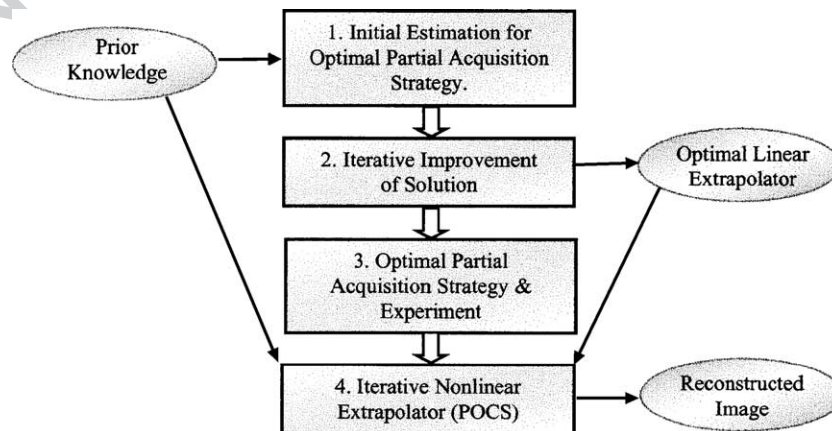 Prior
Knowledge
1. Initial Estimation for
Optimal Partial Acquisition
Strategy.
2. Iterative Improvement
of Solution
Optimal Linear
Extrapolator
3. Optimal Partial
Acquisition Strategy &
Experiment
4. Iterative Nonlinear
Extrapolator (POCS)
Reconstructed
Image